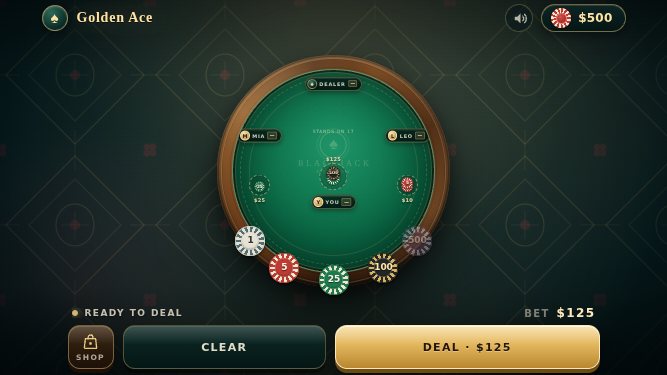 Golden Ace
$500
DEALER
STANDS ON 17
M MIA
L LEO
BLACKJACK
$125
100
$25
$10
Y YOU
1
5
25
100
500
READY TO DEAL
BET $125
SHOP
CLEAR
DEAL · $125